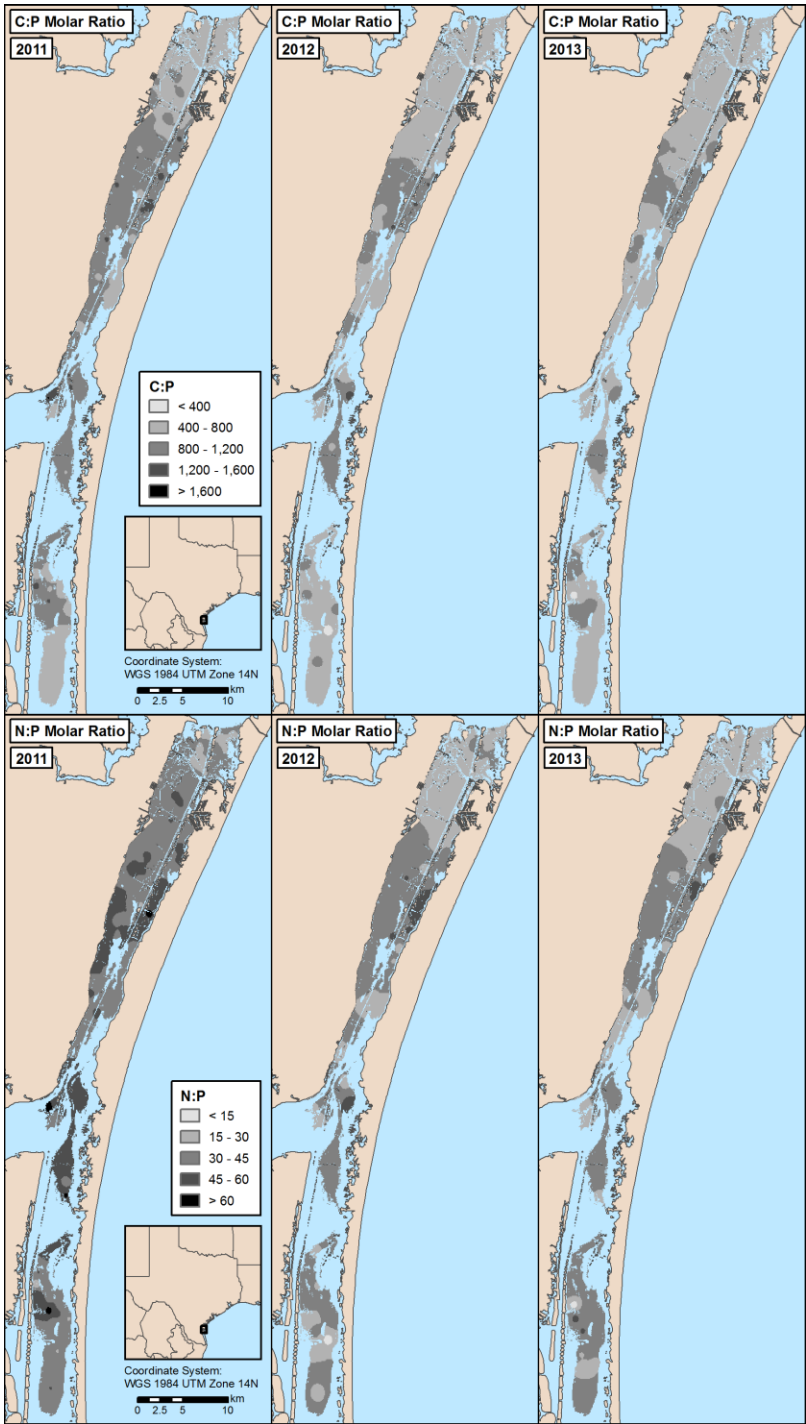 C:P Molar Ratio
2011
C:P Molar Ratio
2012
C:P Molar Ratio
2013
C:P
< 400
400 - 800
800 - 1,200
1,200 - 1,600
> 1,600
Coordinate System:
WGS 1984 UTM Zone 14N
km
0 2.5 5 10
N:P Molar Ratio
2011
N:P Molar Ratio
2012
N:P Molar Ratio
2013
N:P
< 15
15 - 30
30 - 45
45 - 60
> 60
Coordinate System:
WGS 1984 UTM Zone 14N
km
0 2.5 5 10